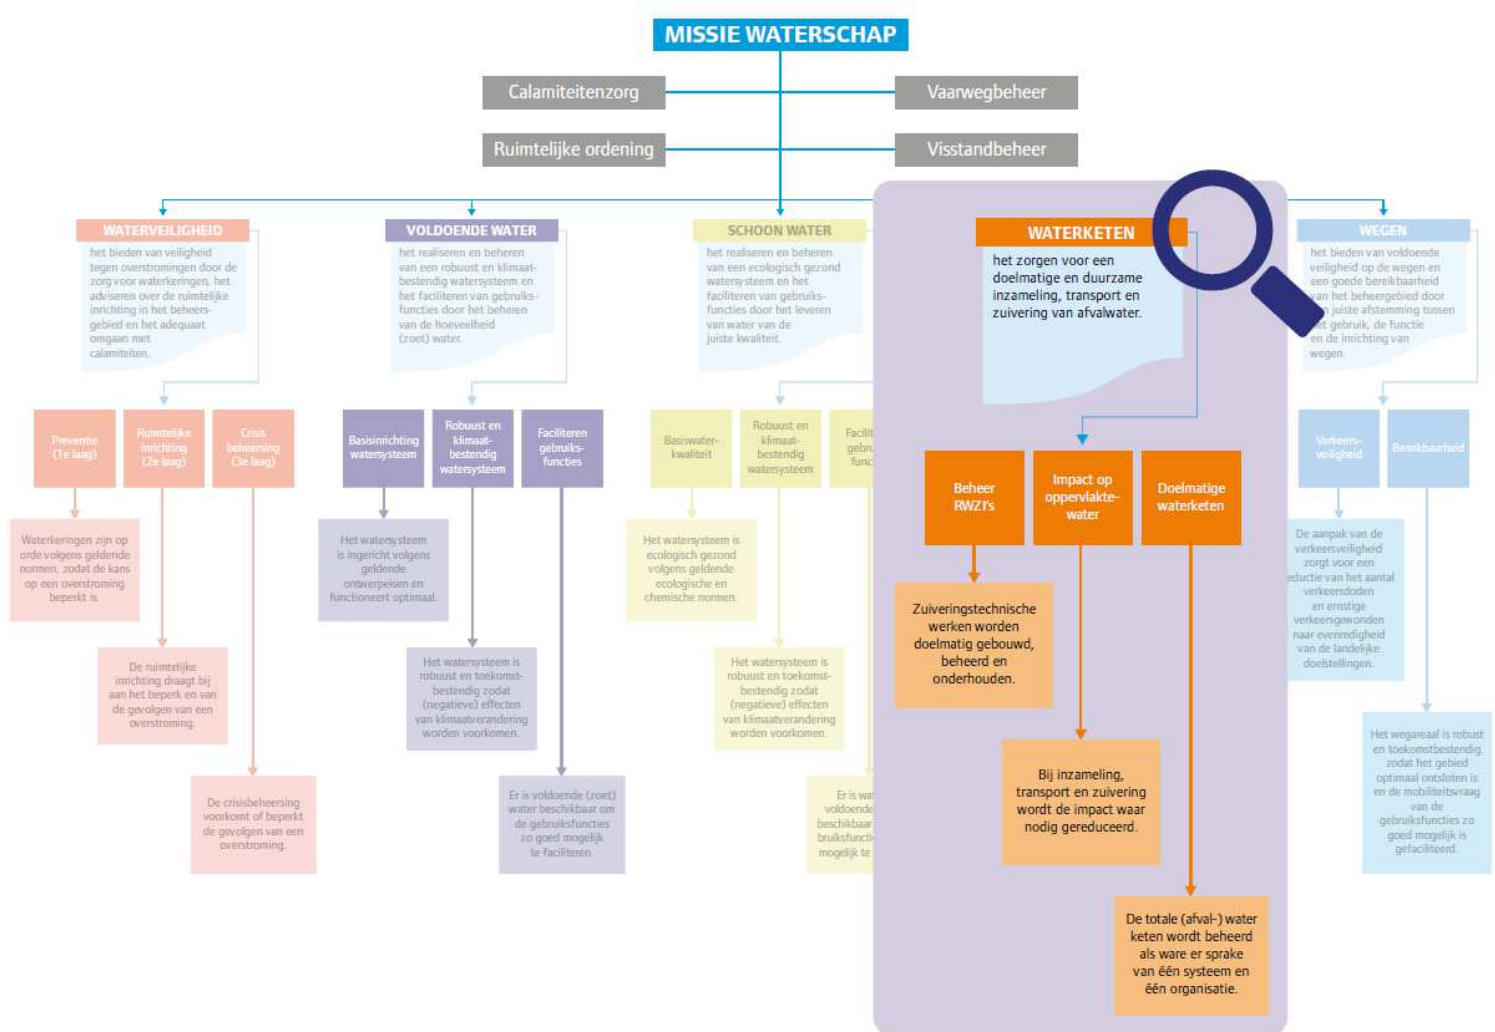 MISSIE WATERSCHAP
Calamiteitenzorg
Vaarwegbeheer
Ruimtelijke ordening
Visstandbeheer
WATERVEILIGHEID
het bieden van veiligheid
tegen overstromingen door de
zorg voor waterkeringen, het
adviseren over de ruimtelijke
inrichting in het beheers-
gebied en het adequaat
omgaan met
calamiteiten.
Preventie
(1e laag)
Ruimtelijke
inrichting
(2e laag)
Crisis
beheersing
(3e laag)
Waterkeringen zijn op
orde volgens geldende
normen, zodat de kans
op een overstroming
beperkt is.
De ruimtelijke
inrichting draagt bij
aan het beperk en van
de gevolgen van een
overstroming.
De crisisbeheersing
voorkomt of beperkt
de gevolgen van een
overstroming.
VOLDOENDE WATER
het realiseren en beheren
van een robuust en klimaat-
bestendig watersysteem en
het faciliteren van gebruiks-
functies door het beheren
van de hoeveelheid
(zoet) water.
Basisinrichting
watersysteem
Robuust en
klimaat-
bestendig
watersysteem
Faciliteren
gebruiks-
functies
Het watersysteem
is ingericht volgens
geldende
ontwerpeisen en
functioneert optimaal.
Het watersysteem is
robuust en toekomst-
bestendig zodat
(negatieve) effecten
van klimaatverandering
worden voorkomen.
Er is voldoende (zoet)
water beschikbaar om
de gebruiksfuncties
zo goed mogelijk
te faciliteren.
SCHOON WATER
het realiseren en beheren
van een ecologisch gezond
watersysteem en het
faciliteren van gebruiks-
functies door het leveren
van water van de
juiste kwaliteit.
Basiswater-
kwaliteit
Robuust en
klimaat-
bestendig
watersysteem
Facilit
gebru
func
Het watersysteem is
ecologisch gezond
volgens geldende
ecologische en
chemische normen.
Het watersysteem is
robuust en toekomst-
bestendig zodat
(negatieve) effecten
van klimaatverandering
worden voorkomen.
Er is wat
voldoende
beschikbaar
bruiksfuncti
mogelijk te
WATERKETEN
het zorgen voor een
doelmatige en duurzame
inzameling, transport en
zuivering van afvalwater.
Beheer
RWZI's
Impact op
oppervlakte-
water
Doelmatige
waterketen
Zuiveringstechnische
werken worden
doelmatig gebouwd,
beheerd en
onderhouden.
Bij inzameling,
transport en zuivering
wordt de impact waar
nodig gereduceerd.
De totale (afval-) water
keten wordt beheerd
als ware er sprake
van één systeem en
één organisatie.
WEGEN
het bieden van voldoende
veiligheid op de wegen en
een goede bereikbaarheid
van het beheergebied door
n juiste afstemming tussen
et gebruik, de functie
en de inrichting van
wegen.
Verkeers-
veiligheid
Bereikbaarheid
De aanpak van de
verkeersveiligheid
zorgt voor een
eductie van het aantal
verkeersdoden
en ernstige
verkeersgewonden
naar evenredigheid
van de landelijke
doelstellingen.
Het wegareaal is robust
en toekomstbestendig
zodat het gebied
optimaal ontsloten is
en de mobiliteitsvraag
van de
gebruiksfuncties zo
goed mogelijk is
gefaciliteerd.